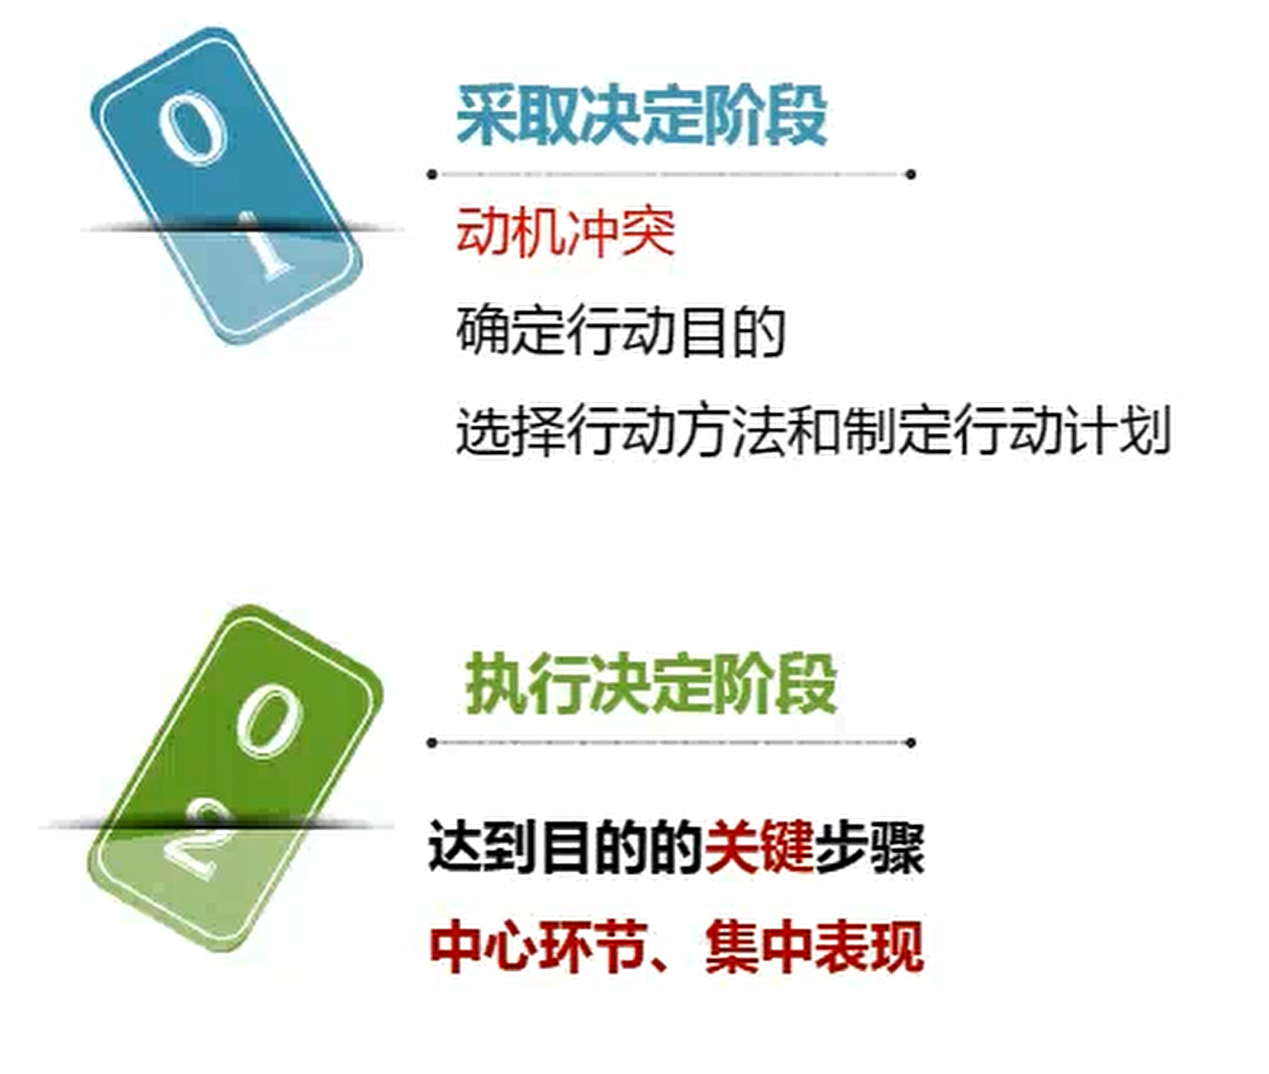 01
采取决定阶段
动机冲突
确定行动目的
选择行动方法和制定行动计划
02
执行决定阶段
达到目的的关键步骤
中心环节、集中表现